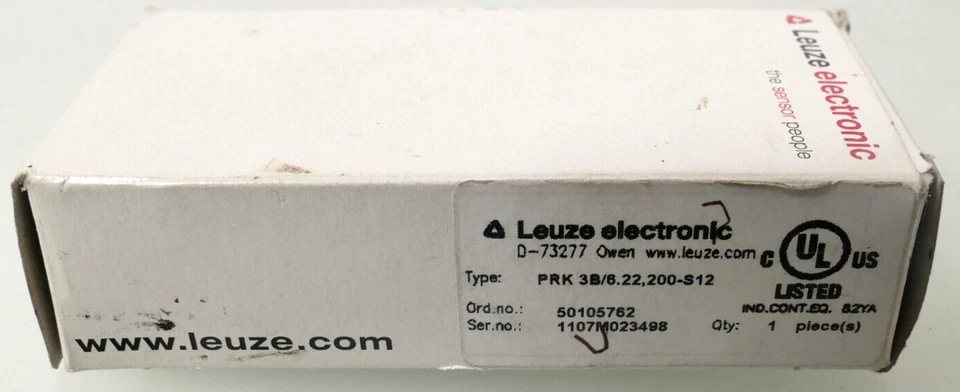 Leuze electronic
the sensor people
Leuze electronic
D-73277 Owen www.leuze.com
Type: PRK 3B/6.22,200-S12
Ord.no.: 50105762
Ser.no.: 1107M023498 Qty: 1 piece(s)
C UL US
LISTED
IND.CONT.EQ. 82YA
www.leuze.com